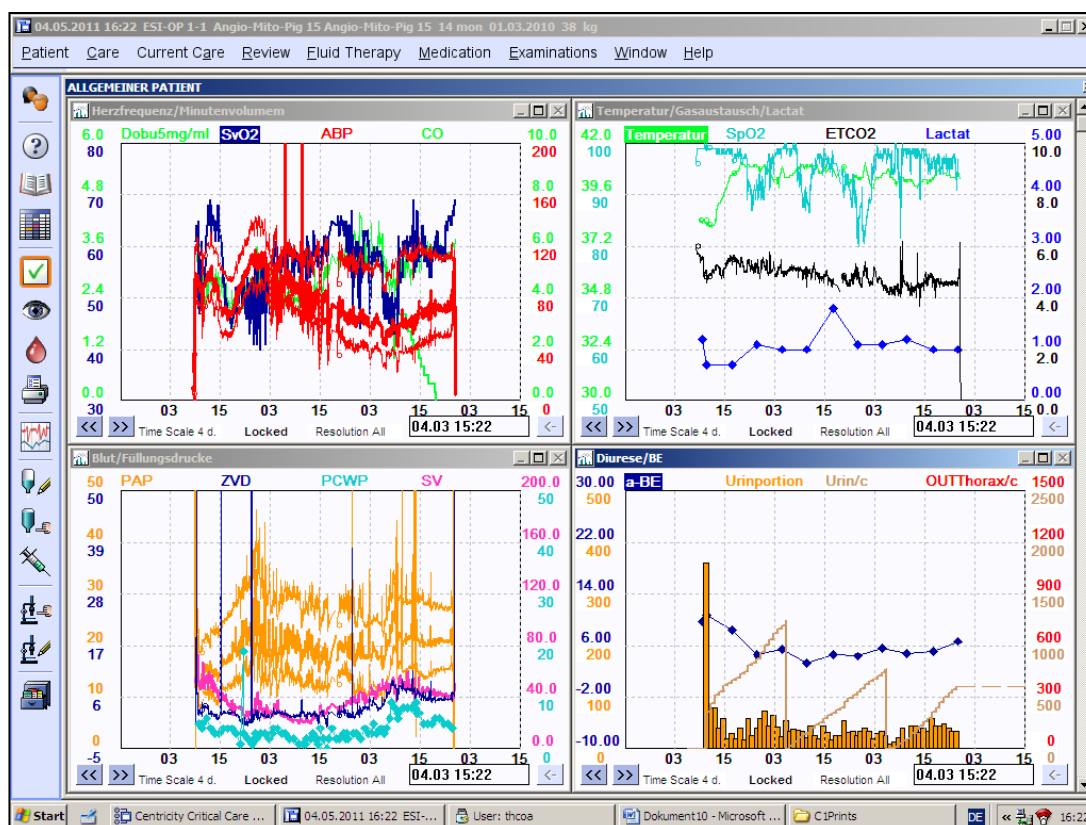 04.05.2011 16:22 ESI-OP 1-1 Angio-Mito-Pig 15 Angio-Mito-Pig 15 14 mon 01.03.2010 38 kg
Patient Care Current Care Review Fluid Therapy Medication Examinations Window Help
ALLGEMEINER PATIENT
Herzfrequenz/Minutenvolumem
6.0 Dobu5mg/ml SvO2 ABP CO 10.0
80 200
4.8 8.0
70 160
3.6 6.0
60 120
2.4 4.0
50 80
1.2 2.0
40 40
0.0 0.0
30 03 15 03 15 03 15 0
<< >> Time Scale 4 d. Locked Resolution All 04.03 15:22 <-
Temperatur/Gasaustausch/Lactat
42.0 Temperatur SpO2 ETCO2 Lactat 5.00
100 10.0
39.6 4.00
90 8.0
37.2 3.00
80 6.0
34.8 2.00
70 4.0
32.4 1.00
60 2.0
30.0 0.00
50 03 15 03 15 03 15 03 15 0.0
<< >> Time Scale 4 d. Locked Resolution All 04.03 15:22 <-
Blut/Füllungsdrucke
50 PAP ZVD PCWP SV 200.0
50 50
40 160.0
39 40
30 120.0
28 30
20 80.0
17 20
10 40.0
6 10
0 0.0
-5 03 15 03 15 03 15 03 15 0
<< >> Time Scale 4 d. Locked Resolution All 04.03 15:22 <-
Diurese/BE
30.00 a-BE Urinportion Urin/c OUTThorax/c 1500
500 2500
22.00 1200
400 2000
14.00 900
300 1500
6.00 600
200 1000
-2.00 300
100 500
-10.00 0
0 03 15 03 15 03 15 03 15 0
<< >> Time Scale 4 d. Locked Resolution All 04.03 15:22 <-
Start Centricity Critical Care ... 04.05.2011 16:22 ESI-... User: thcoa Dokument10 - Microsoft ... C1Prints DE « 16:22